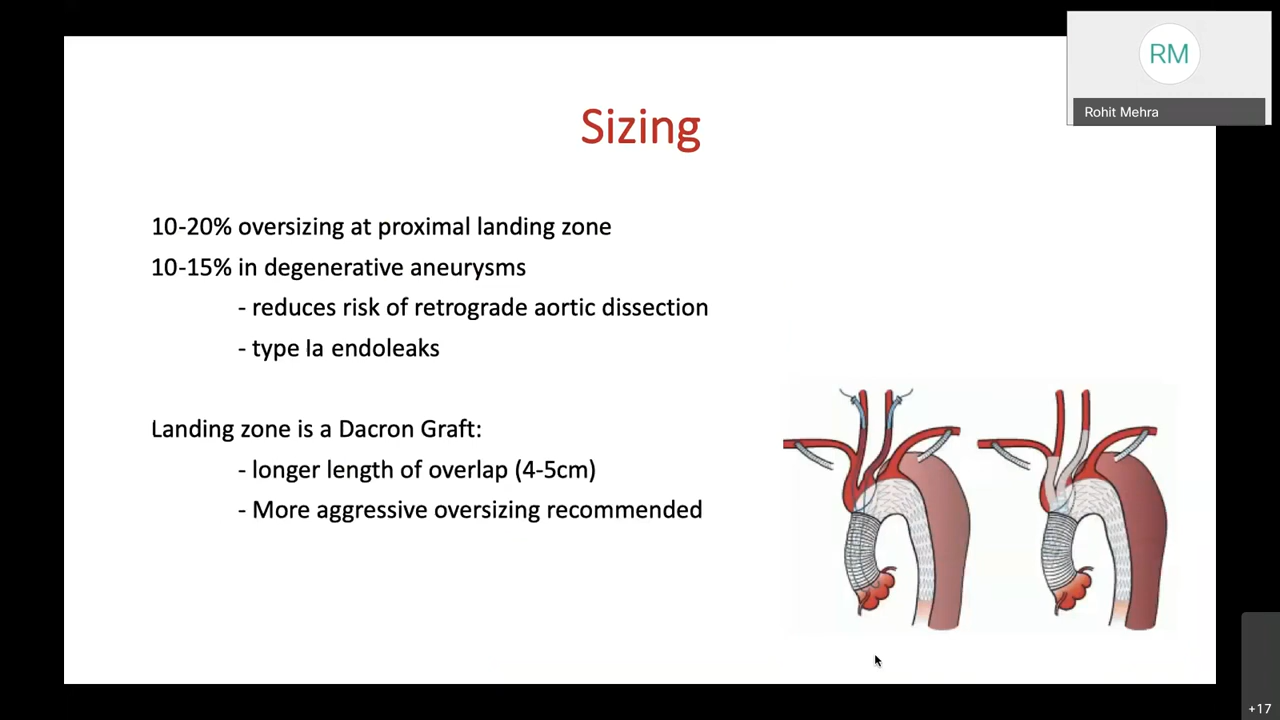 RM
Rohit Mehra
Sizing
10-20% oversizing at proximal landing zone
10-15% in degenerative aneurysms
- reduces risk of retrograde aortic dissection
- type Ia endoleaks
Landing zone is a Dacron Graft:
- longer length of overlap (4-5cm)
- More aggressive oversizing recommended
+17